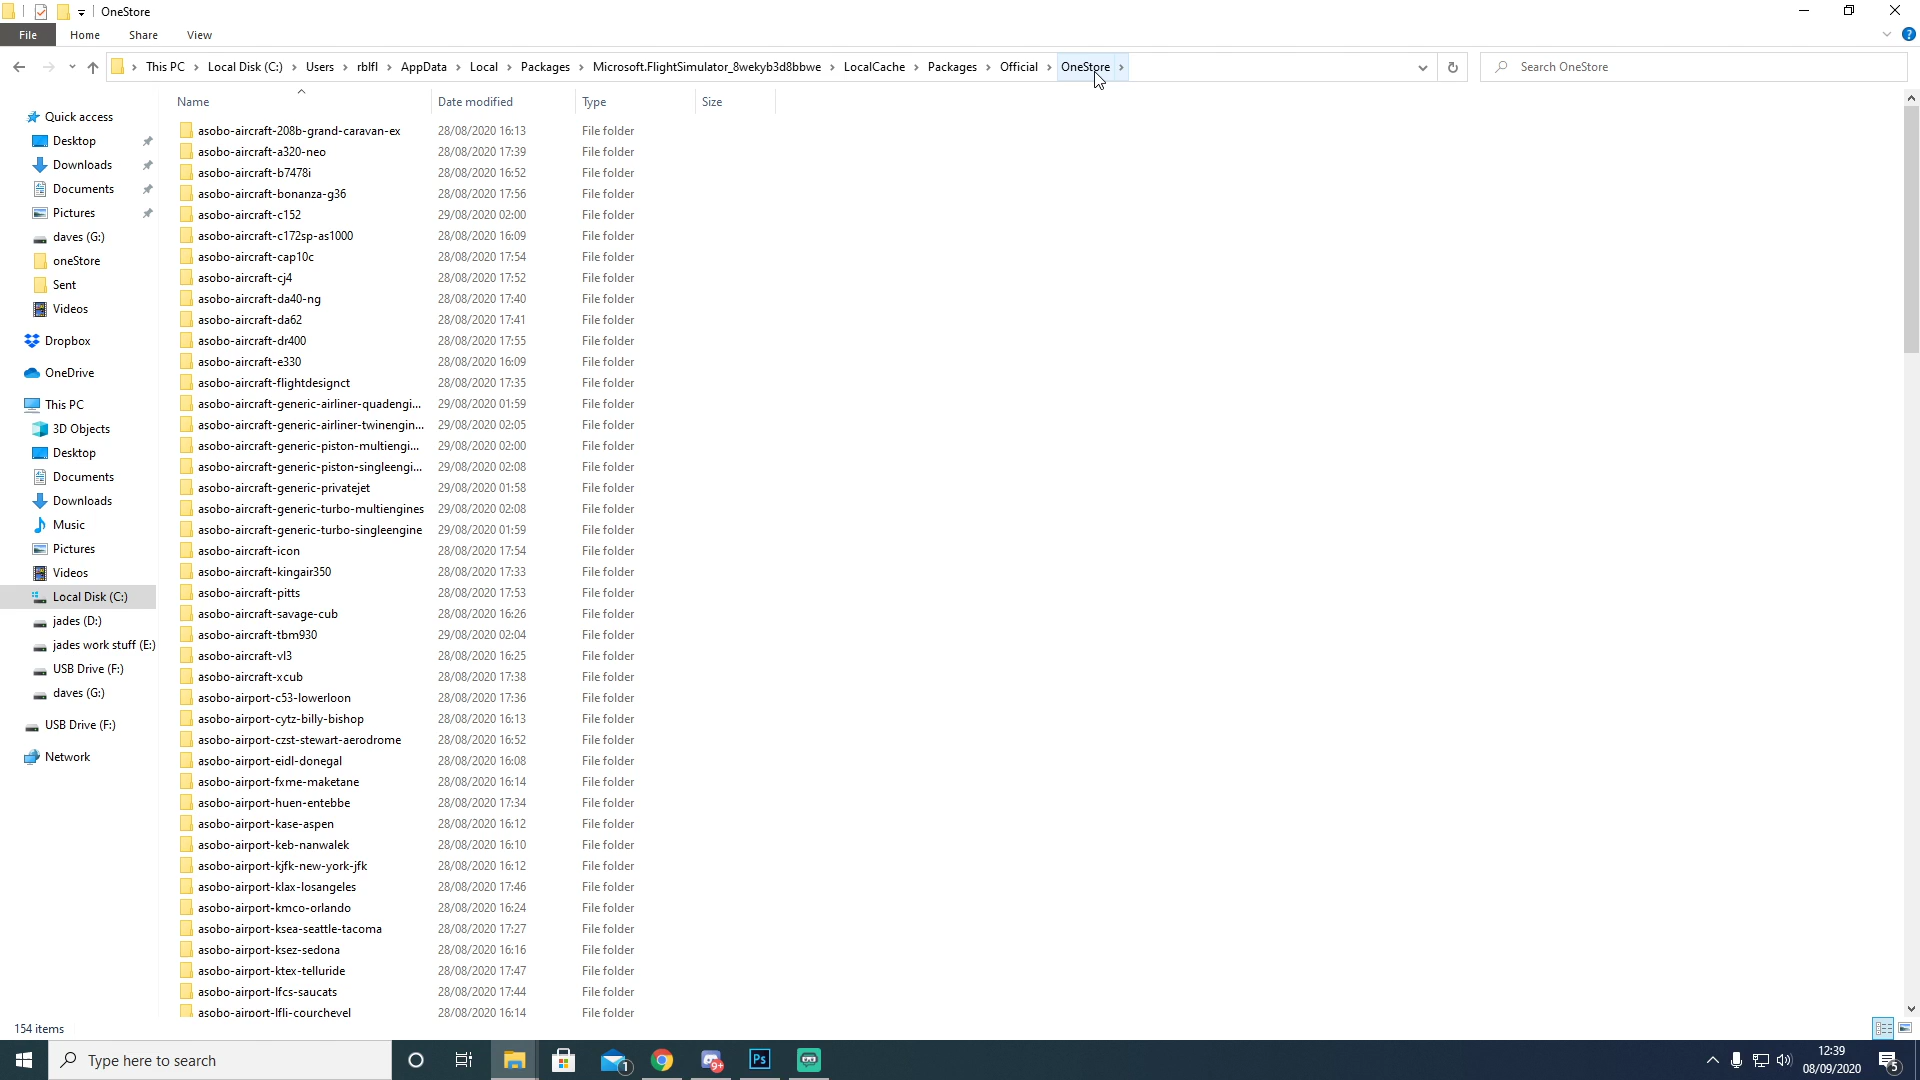 OneStore
File Home Share View
This PC Local Disk (C:) Users rblfl AppData Local Packages Microsoft.FlightSimulator_8wekyb3d8bbwe LocalCache Packages Official OneStore Search OneStore
Name Date modified Type Size
Quick access
Desktop
Downloads
Documents
Pictures
daves (G:)
oneStore
Sent
Videos
Dropbox
OneDrive
This PC
3D Objects
Desktop
Documents
Downloads
Music
Pictures
Videos
Local Disk (C:)
jades (D:)
jades work stuff (E:)
USB Drive (F:)
daves (G:)
USB Drive (F:)
Network
asobo-aircraft-208b-grand-caravan-ex 28/08/2020 16:13 File folder
asobo-aircraft-a320-neo 28/08/2020 17:39 File folder
asobo-aircraft-b7478i 28/08/2020 16:52 File folder
asobo-aircraft-bonanza-g36 28/08/2020 17:56 File folder
asobo-aircraft-c152 29/08/2020 02:00 File folder
asobo-aircraft-c172sp-as1000 28/08/2020 16:09 File folder
asobo-aircraft-cap10c 28/08/2020 17:54 File folder
asobo-aircraft-cj4 28/08/2020 17:52 File folder
asobo-aircraft-da40-ng 28/08/2020 17:40 File folder
asobo-aircraft-da62 28/08/2020 17:41 File folder
asobo-aircraft-dr400 28/08/2020 17:55 File folder
asobo-aircraft-e330 28/08/2020 16:09 File folder
asobo-aircraft-flightdesignct 28/08/2020 17:35 File folder
asobo-aircraft-generic-airliner-quadengi... 29/08/2020 01:59 File folder
asobo-aircraft-generic-airliner-twinengin... 29/08/2020 02:05 File folder
asobo-aircraft-generic-piston-multiengi... 29/08/2020 02:00 File folder
asobo-aircraft-generic-piston-singleengi... 29/08/2020 02:08 File folder
asobo-aircraft-generic-privatejet 29/08/2020 01:58 File folder
asobo-aircraft-generic-turbo-multiengines 29/08/2020 02:08 File folder
asobo-aircraft-generic-turbo-singleengine 29/08/2020 01:59 File folder
asobo-aircraft-icon 28/08/2020 17:54 File folder
asobo-aircraft-kingair350 28/08/2020 17:33 File folder
asobo-aircraft-pitts 28/08/2020 17:53 File folder
asobo-aircraft-savage-cub 28/08/2020 16:26 File folder
asobo-aircraft-tbm930 29/08/2020 02:04 File folder
asobo-aircraft-vl3 28/08/2020 16:25 File folder
asobo-aircraft-xcub 28/08/2020 17:38 File folder
asobo-airport-c53-lowerloon 28/08/2020 17:36 File folder
asobo-airport-cytz-billy-bishop 28/08/2020 16:13 File folder
asobo-airport-czst-stewart-aerodrome 28/08/2020 16:52 File folder
asobo-airport-eidl-donegal 28/08/2020 16:08 File folder
asobo-airport-fxme-maketane 28/08/2020 16:14 File folder
asobo-airport-huen-entebbe 28/08/2020 17:34 File folder
asobo-airport-kase-aspen 28/08/2020 16:12 File folder
asobo-airport-keb-nanwalek 28/08/2020 16:10 File folder
asobo-airport-kjfk-new-york-jfk 28/08/2020 16:12 File folder
asobo-airport-klax-losangeles 28/08/2020 17:46 File folder
asobo-airport-kmco-orlando 28/08/2020 16:24 File folder
asobo-airport-ksea-seattle-tacoma 28/08/2020 17:27 File folder
asobo-airport-ksez-sedona 28/08/2020 16:16 File folder
asobo-airport-ktex-telluride 28/08/2020 17:47 File folder
asobo-airport-lfcs-saucats 28/08/2020 17:44 File folder
asobo-airport-lfli-courchevel 28/08/2020 16:14 File folder
154 items
Type here to search
1
9+
Ps
12:39
08/09/2020
5